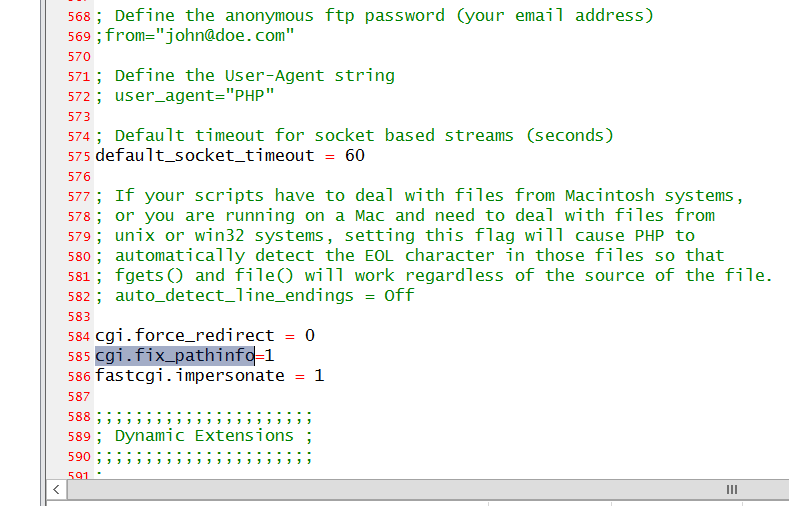 568 ; Define the anonymous ftp password (your email address)
569 ;from="john@doe.com"
570
571 ; Define the User-Agent string
572 ; user_agent="PHP"
573
574 ; Default timeout for socket based streams (seconds)
575 default_socket_timeout = 60
576
577 ; If your scripts have to deal with files from Macintosh systems,
578 ; or you are running on a Mac and need to deal with files from
579 ; unix or win32 systems, setting this flag will cause PHP to
580 ; automatically detect the EOL character in those files so that
581 ; fgets() and file() will work regardless of the source of the file.
582 ; auto_detect_line_endings = Off
583
584 cgi.force_redirect = 0
585 cgi.fix_pathinfo=1
586 fastcgi.impersonate = 1
587
588 ;;;;;;;;;;;;;;;;;;;;;;
589 ; Dynamic Extensions ;
590 ;;;;;;;;;;;;;;;;;;;;;;
591 ;